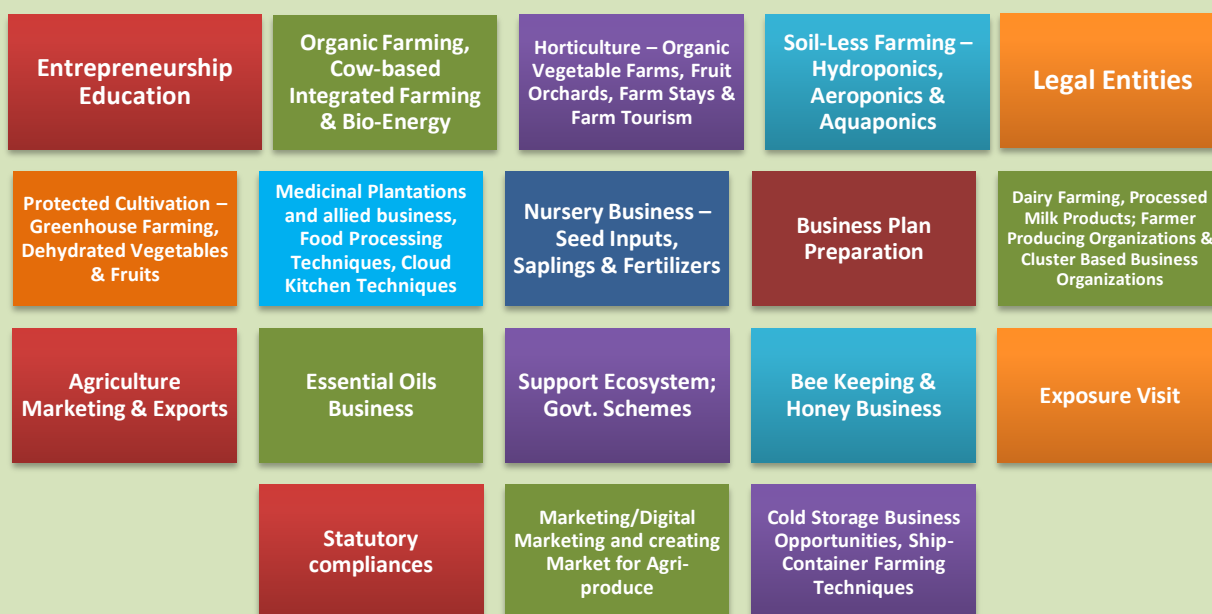 Entrepreneurship
Education
Organic Farming,
Cow-based
Integrated Farming
& Bio-Energy
Horticulture – Organic
Vegetable Farms, Fruit
Orchards, Farm Stays &
Farm Tourism
Soil-Less Farming –
Hydroponics,
Aeroponics &
Aquaponics
Legal Entities
Protected Cultivation –
Greenhouse Farming,
Dehydrated Vegetables
& Fruits
Medicinal Plantations
and allied business,
Food Processing
Techniques, Cloud
Kitchen Techniques
Nursery Business –
Seed Inputs,
Saplings & Fertilizers
Business Plan
Preparation
Dairy Farming, Processed
Milk Products; Farmer
Producing Organizations &
Cluster Based Business
Organizations
Agriculture
Marketing & Exports
Essential Oils
Business
Support Ecosystem;
Govt. Schemes
Bee Keeping &
Honey Business
Exposure Visit
Statutory
compliances
Marketing/Digital
Marketing and creating
Market for Agri-
produce
Cold Storage Business
Opportunities, Ship-
Container Farming
Techniques